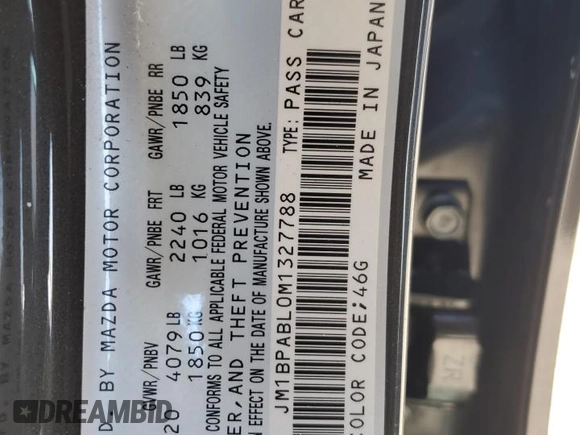 D. BY MAZDA MOTOR CORPORATION
GVWR/PNBV GAWR/PNBE FRT GAWR/PNBE RR
20 4079 LB 2240 LB 1850 LB
1850 KG 1016 KG 839 KG
CONFORMS TO ALL APPLICABLE FEDERAL MOTOR VEHICLE SAFETY
ER, AND THEFT PREVENTION
N EFFECT ON THE DATE OF MANUFACTURE SHOWN ABOVE.
JM1BPABL0M1327788 TYPE: PASS CAR
COLOR CODE:46G MADE IN JAPAN
ZR
DREAMBID